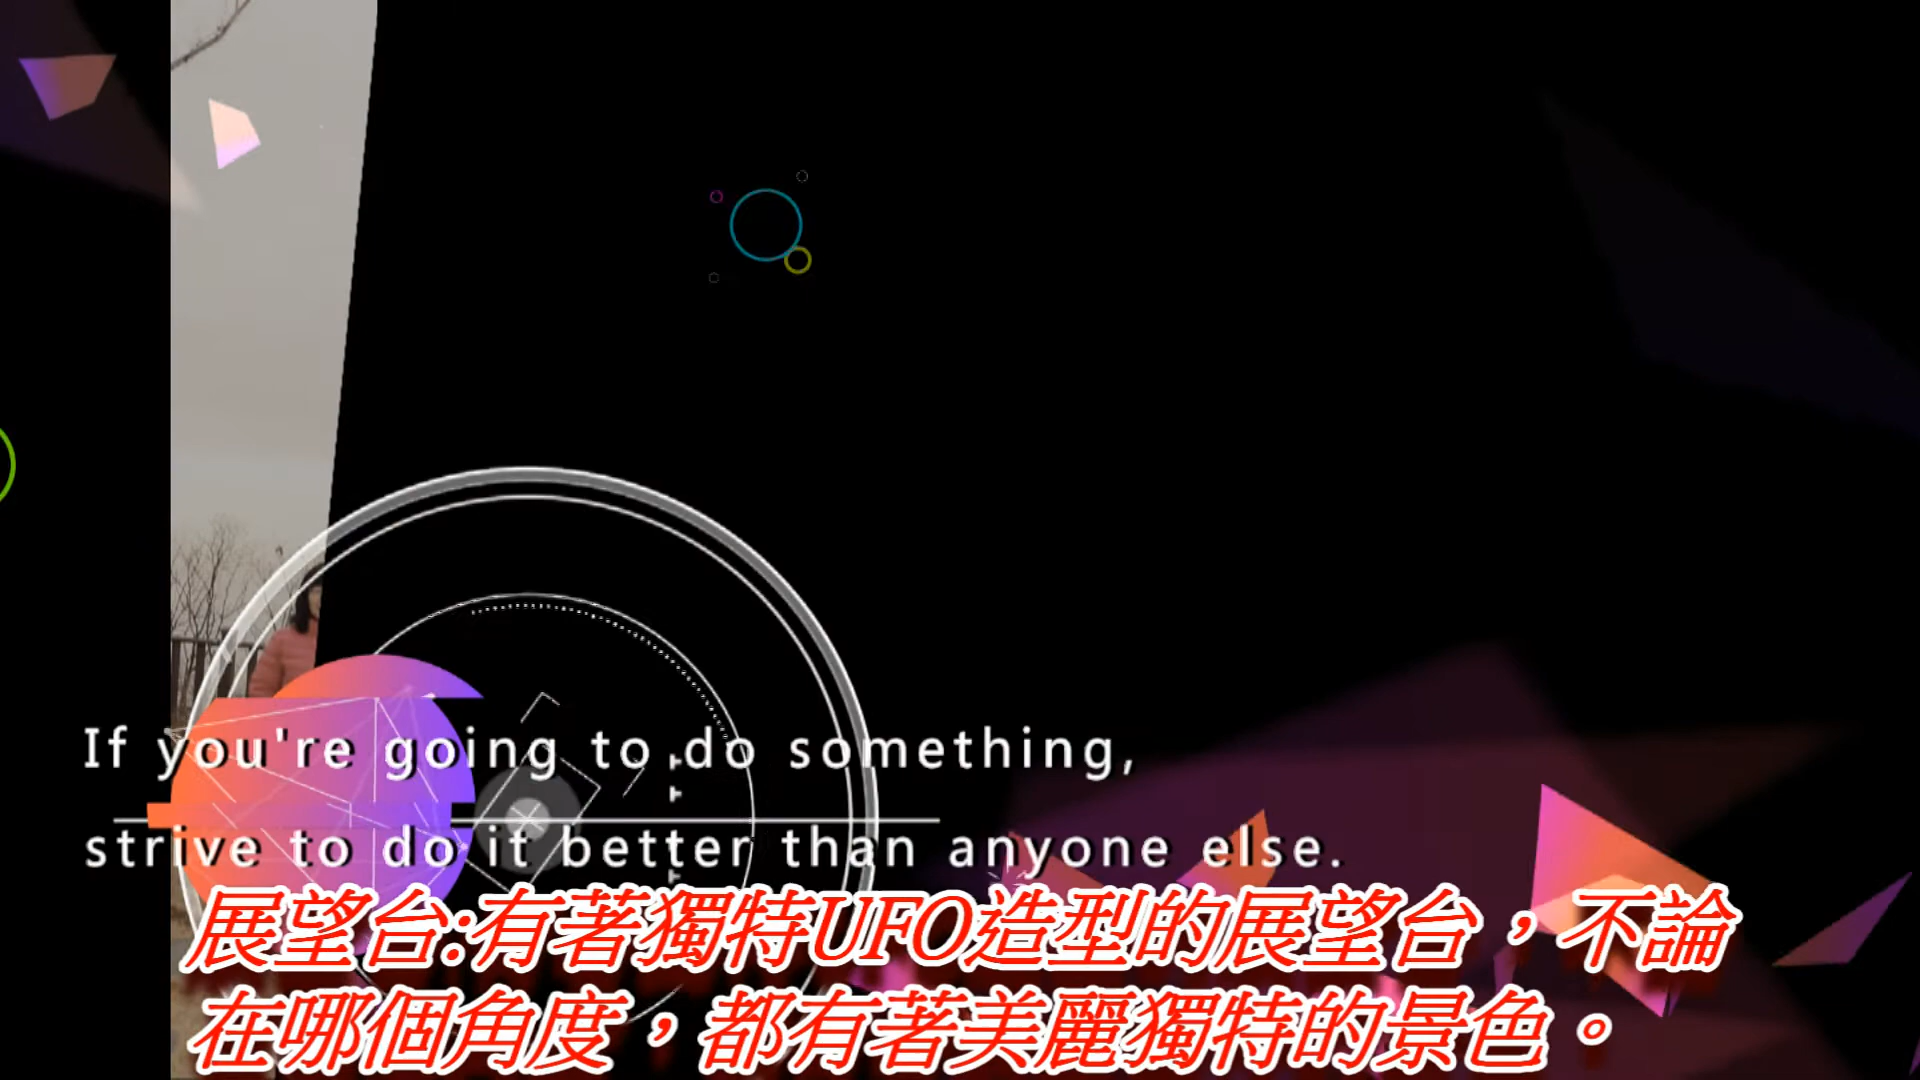 If you're going to do something,
strive to do it better than anyone else.
展望台:有著獨特UFO造型的展望台，不論
在哪個角度，都有著美麗獨特的景色。